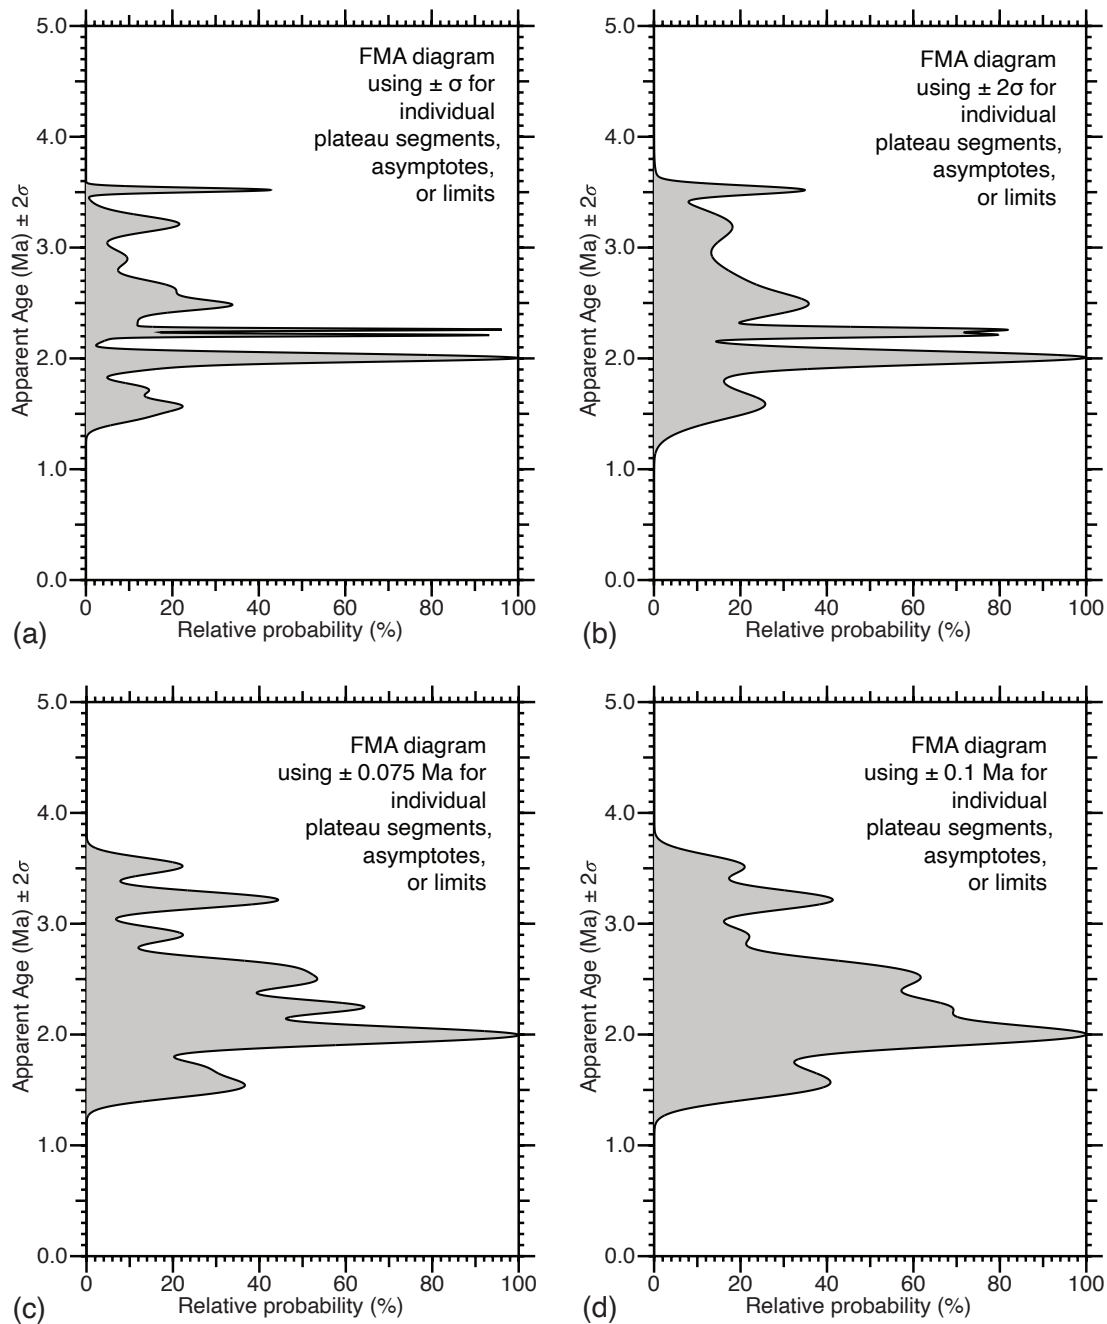 5.0
4.0
3.0
2.0
1.0
0.0
Apparent Age (Ma) ± 2σ
FMA diagram
using ± σ for
individual
plateau segments,
asymptotes,
or limits
0 20 40 60 80 100
Relative probability (%)
(a)
5.0
4.0
3.0
2.0
1.0
0.0
Apparent Age (Ma) ± 2σ
FMA diagram
using ± 2σ for
individual
plateau segments,
asymptotes,
or limits
0 20 40 60 80 100
Relative probability (%)
(b)
5.0
4.0
3.0
2.0
1.0
0.0
Apparent Age (Ma) ± 2σ
FMA diagram
using ± 0.075 Ma for
individual
plateau segments,
asymptotes,
or limits
0 20 40 60 80 100
Relative probability (%)
(c)
5.0
4.0
3.0
2.0
1.0
0.0
Apparent Age (Ma) ± 2σ
FMA diagram
using ± 0.1 Ma for
individual
plateau segments,
asymptotes,
or limits
0 20 40 60 80 100
Relative probability (%)
(d)